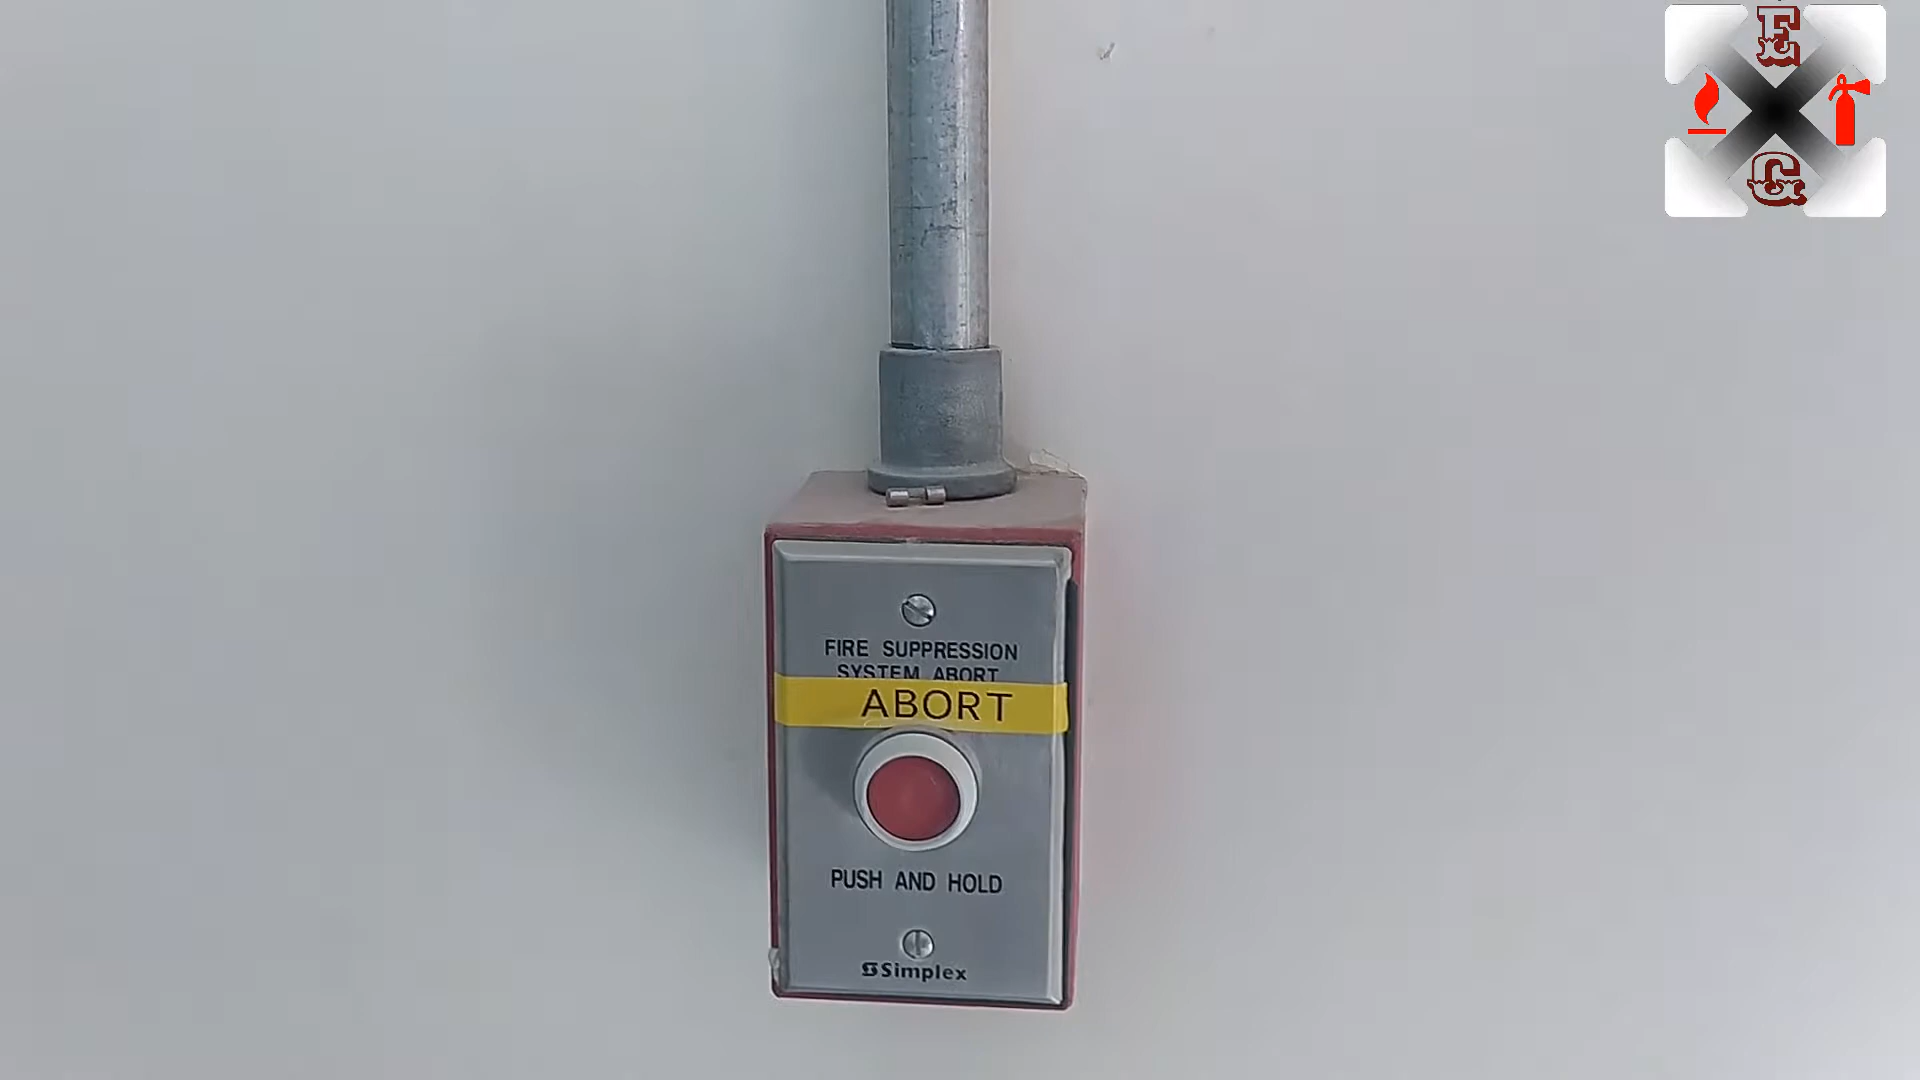 E
G
FIRE SUPPRESSION
SYSTEM ABORT
ABORT
PUSH AND HOLD
Simplex